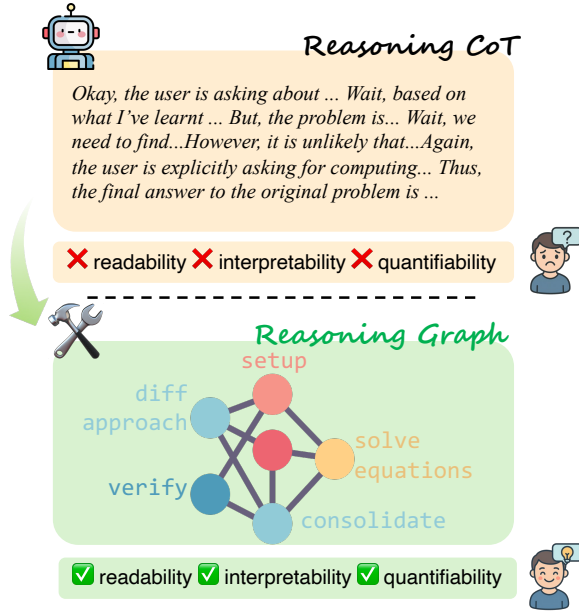 Reasoning CoT
Okay, the user is asking about ... Wait, based on
what I've learnt ... But, the problem is... Wait, we
need to find...However, it is unlikely that...Again,
the user is explicitly asking for computing... Thus,
the final answer to the original problem is ...
❌ readability ❌ interpretability ❌ quantifiability
?
Reasoning Graph
setup
diff
approach
solve
equations
verify
consolidate
✅ readability ✅ interpretability ✅ quantifiability